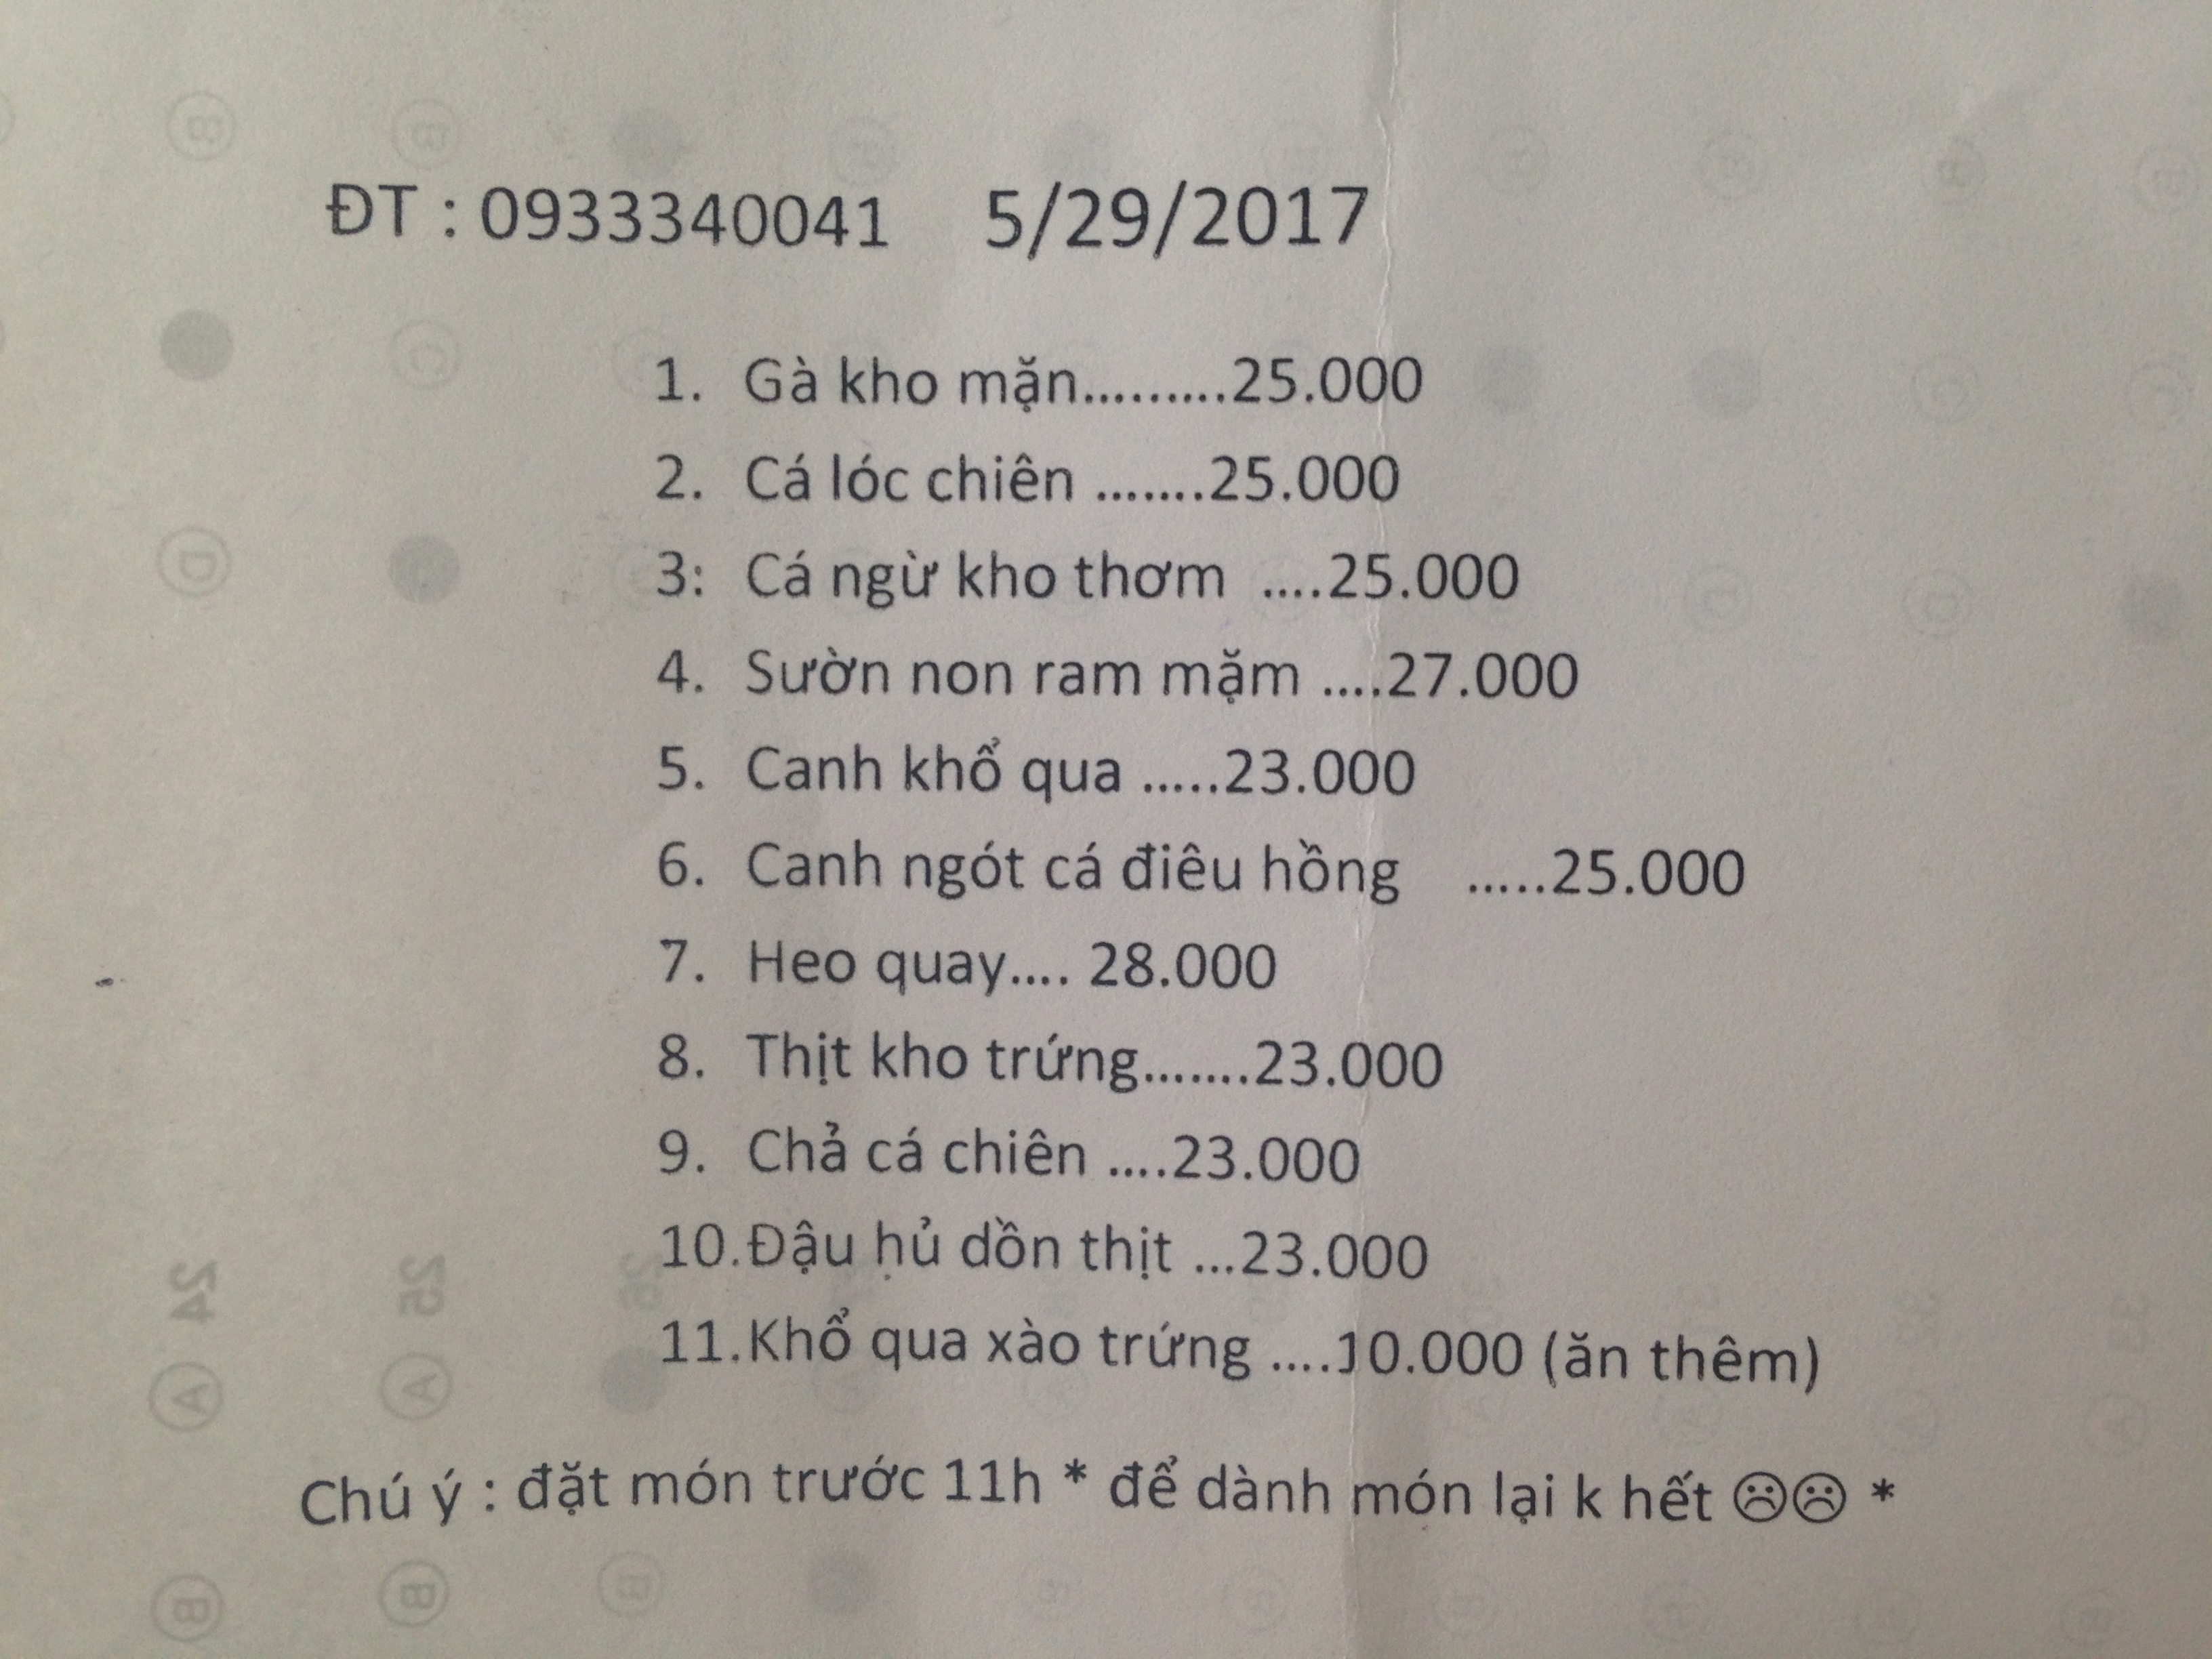 ĐT : 0933340041 5/29/2017
1. Gà kho mặn.........25.000
2. Cá lóc chiên .......25.000
3: Cá ngừ kho thơm ....25.000
4. Sườn non ram mặm ....27.000
5. Canh khổ qua .....23.000
6. Canh ngót cá điêu hồng .....25.000
7. Heo quay.... 28.000
8. Thịt kho trứng.......23.000
9. Chả cá chiên ....23.000
10. Đậu hủ dồn thịt ...23.000
11. Khổ qua xào trứng ....10.000 (ăn thêm)
Chú ý : đặt món trước 11h * để dành món lại k hết ☹☹ *
24 25
A A
B B B